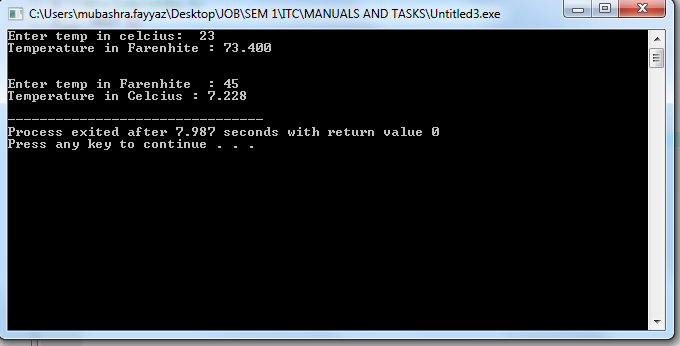 C:\Users\mubashra.fayyaz\Desktop\JOB\SEM 1\ITC\MANUALS AND TASKS\Untitled3.exe
Enter temp in celcius:  23
Temperature in Farenhite : 73.400
Enter temp in Farenhite  : 45
Temperature in Celcius : 7.228
--------------------------------
Process exited after 7.987 seconds with return value 0
Press any key to continue . . .